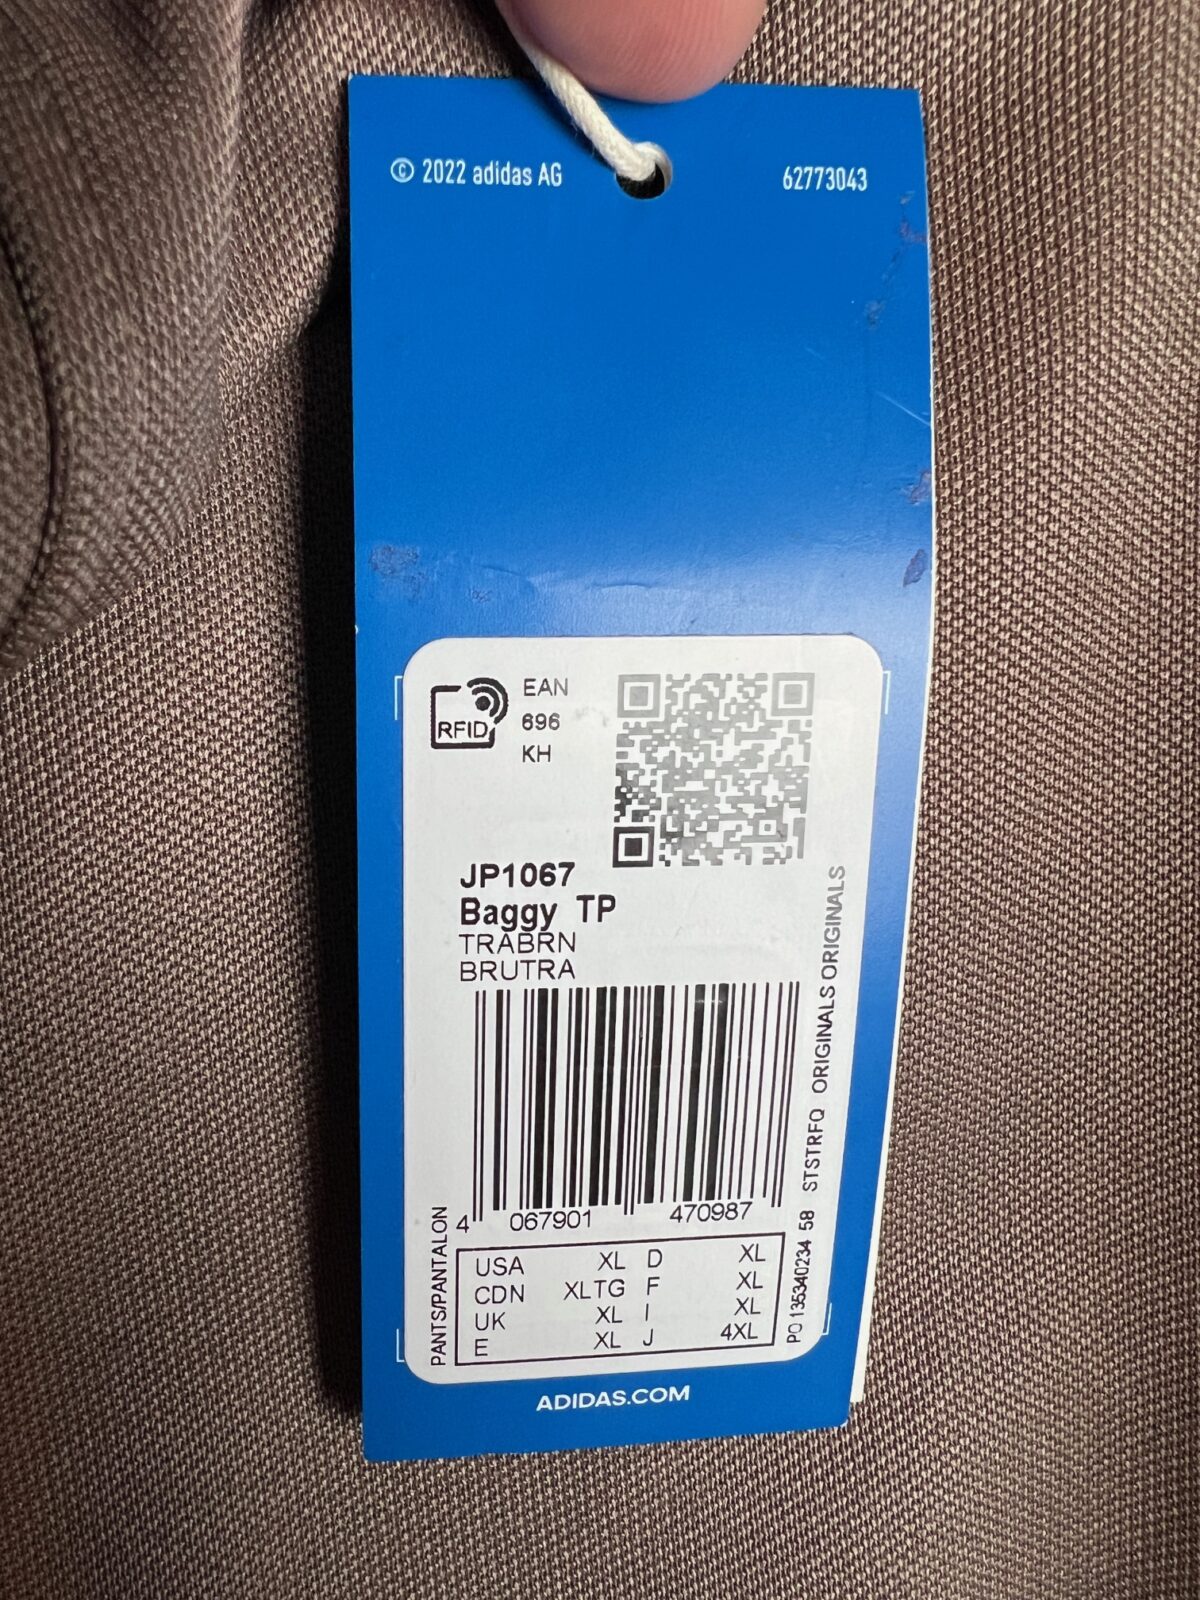 © 2022 adidas AG
62773043
RFID
EAN
696
KH
JP1067
Baggy TP
TRABRN
BRUTRA
4 067901 470987
PANTS/PANTALON
USA XL D XL
CDN XLTG F XL
UK XL I XL
E XL J 4XL
PO 135340234 58 STSTRFQ ORIGINALS ORIGINALS
ADIDAS.COM